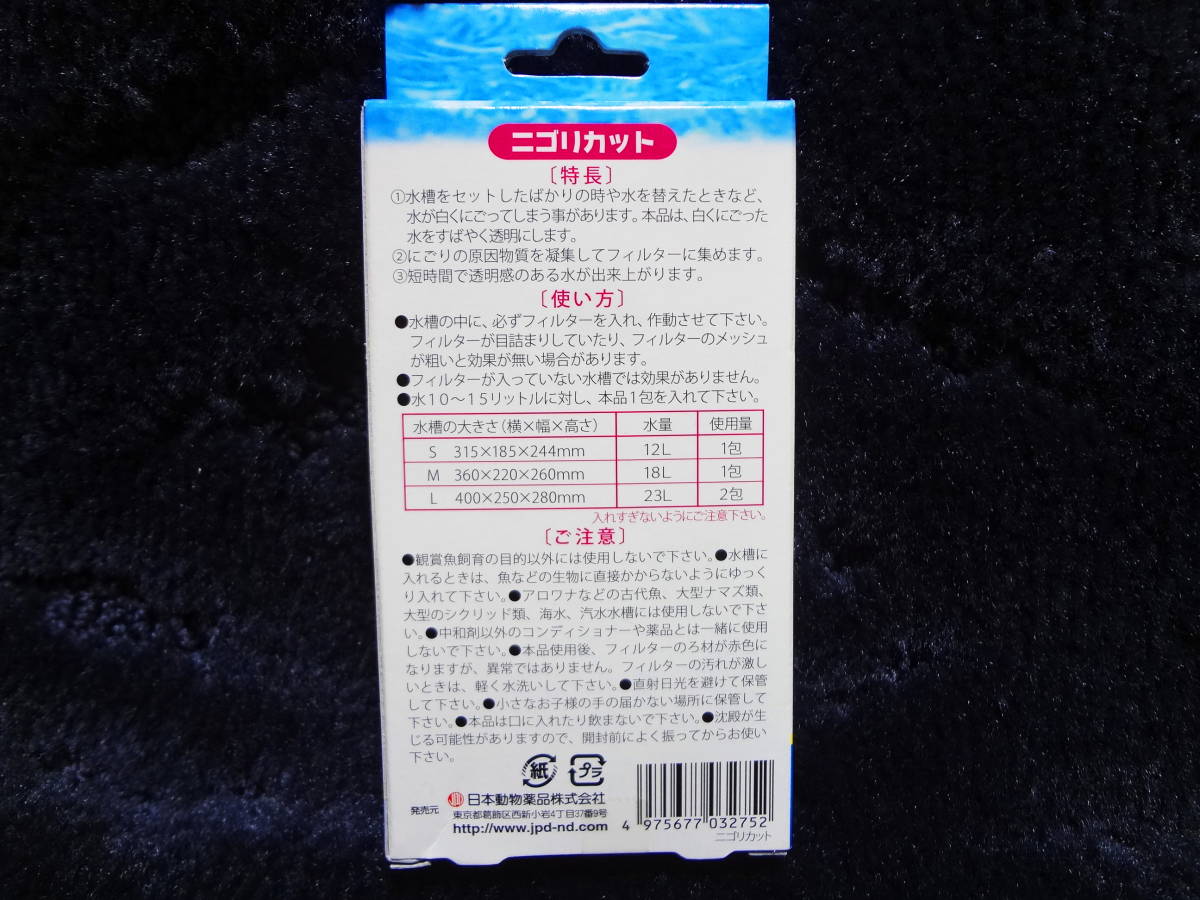 ニゴリカット
〔特長〕
①水槽をセットしたばかりの時や水を替えたときなど、
水が白くにごってしまう事があります。本品は、白くにごった
水をすばやく透明にします。
②にごりの原因物質を凝集してフィルターに集めます。
③短時間で透明感のある水が出来上がります。
〔使い方〕
●水槽の中に、必ずフィルターを入れ、作動させて下さい。
フィルターが目詰まりしていたり、フィルターのメッシュ
が粗いと効果が無い場合があります。
●フィルターが入っていない水槽では効果がありません。
●水10～15リットルに対し、本品1包を入れて下さい。
水槽の大きさ（横×幅×高さ） 水量 使用量
S 315×185×244mm 12L 1包
M 360×220×260mm 18L 1包
L 400×250×280mm 23L 2包
入れすぎないようにご注意下さい。
〔ご注意〕
●観賞魚飼育の目的以外には使用しないで下さい。●水槽に
入れるときは、魚などの生物に直接かからないようにゆっく
り入れて下さい。●アロワナなどの古代魚、大型ナマズ類、
大型のシクリッド類、海水、汽水水槽には使用しないで下さ
い。●中和剤以外のコンディショナーや薬品とは一緒に使用
しないで下さい。●本品使用後、フィルターのろ材が赤色に
なりますが、異常ではありません。フィルターの汚れが激し
いときは、軽く水洗いして下さい。●直射日光を避けて保管
して下さい。●小さなお子様の手の届かない場所に保管して
下さい。●本品は口に入れたり飲まないで下さい。●沈殿が生
じる可能性がありますので、開封前によく振ってからお使い
下さい。
紙 プラ
発売元 日本動物薬品株式会社
東京都葛飾区西新小岩4丁目37番9号
http://www.jpd-nd.com
4 975677 032752
ニゴリカット